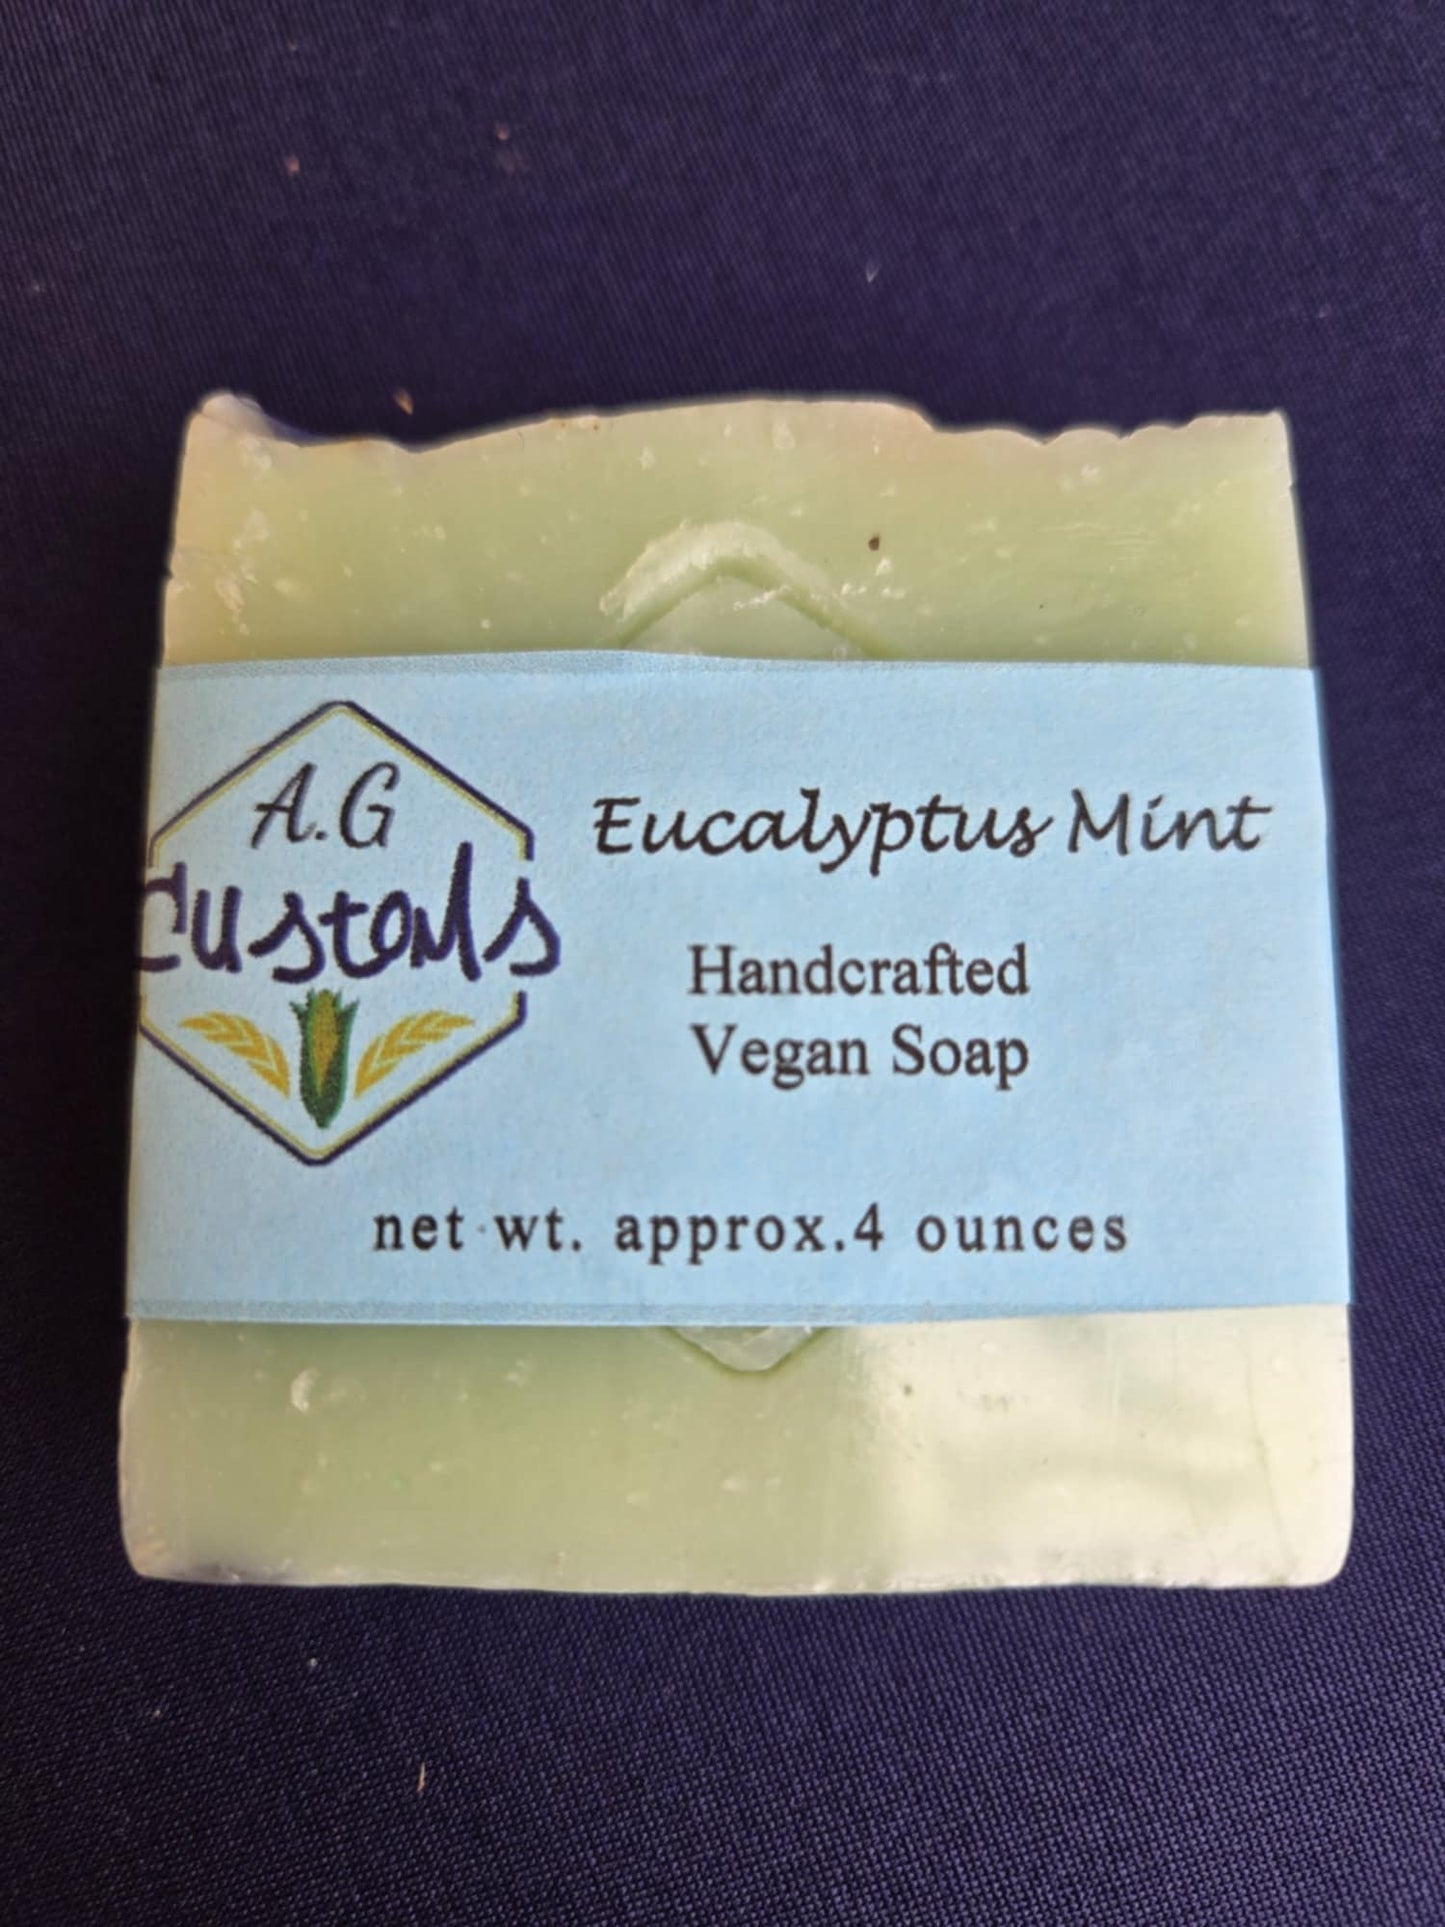 A.G
Customs
Eucalyptus Mint
Handcrafted
Vegan Soap
net wt. approx.4 ounces